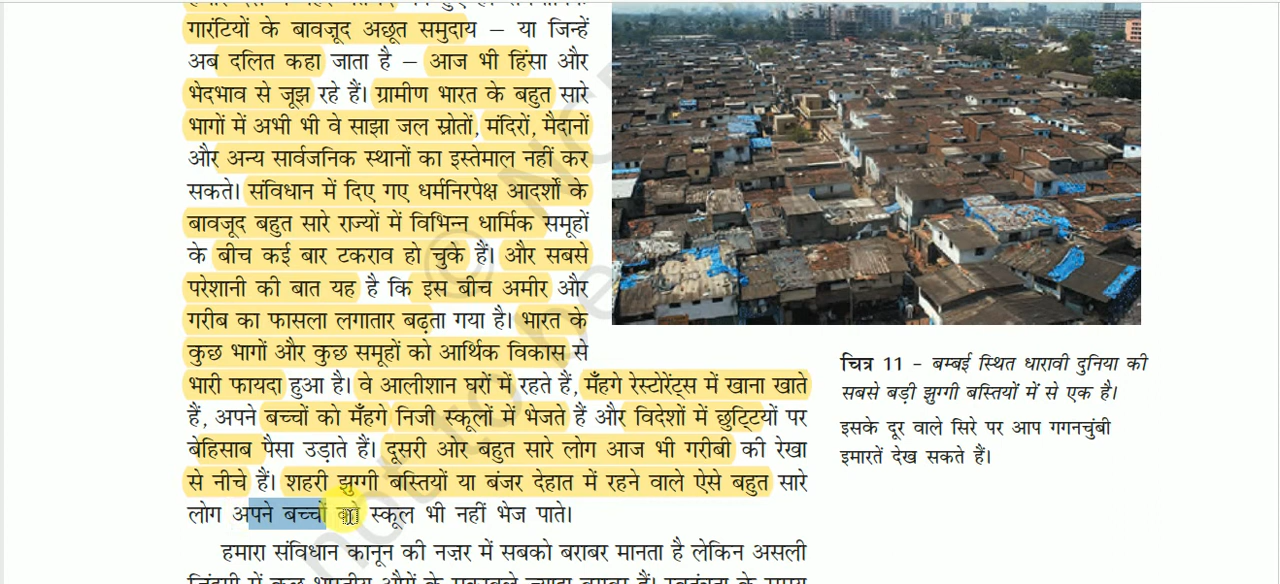 गारंटियों के बावजूद अछूत समुदाय – या जिन्हें
अब दलित कहा जाता है – आज भी हिंसा और
भेदभाव से जूझ रहे हैं। ग्रामीण भारत के बहुत सारे
भागों में अभी भी वे साझा जल स्रोतों, मंदिरों, मैदानों
और अन्य सार्वजनिक स्थानों का इस्तेमाल नहीं कर
सकते। संविधान में दिए गए धर्मनिरपेक्ष आदर्शों के
बावजूद बहुत सारे राज्यों में विभिन्न धार्मिक समूहों
के बीच कई बार टकराव हो चुके हैं। और सबसे
परेशानी की बात यह है कि इस बीच अमीर और
गरीब का फासला लगातार बढ़ता गया है। भारत के
कुछ भागों और कुछ समूहों को आर्थिक विकास से
भारी फायदा हुआ है। वे आलीशान घरों में रहते हैं, मँहगे रेस्टोरेंट्स में खाना खाते
हैं, अपने बच्चों को मँहगे निजी स्कूलों में भेजते हैं और विदेशों में छुट्टियों पर
बेहिसाब पैसा उड़ाते हैं। दूसरी ओर बहुत सारे लोग आज भी गरीबी की रेखा
से नीचे हैं। शहरी झुग्गी बस्तियों या बंजर देहात में रहने वाले ऐसे बहुत सारे
लोग अपने बच्चों को स्कूल भी नहीं भेज पाते।
हमारा संविधान कानून की नज़र में सबको बराबर मानता है लेकिन असली
चित्र 11 – बम्बई स्थित धारावी दुनिया की
सबसे बड़ी झुग्गी बस्तियों में से एक है।
इसके दूर वाले सिरे पर आप गगनचुंबी
इमारतें देख सकते हैं।